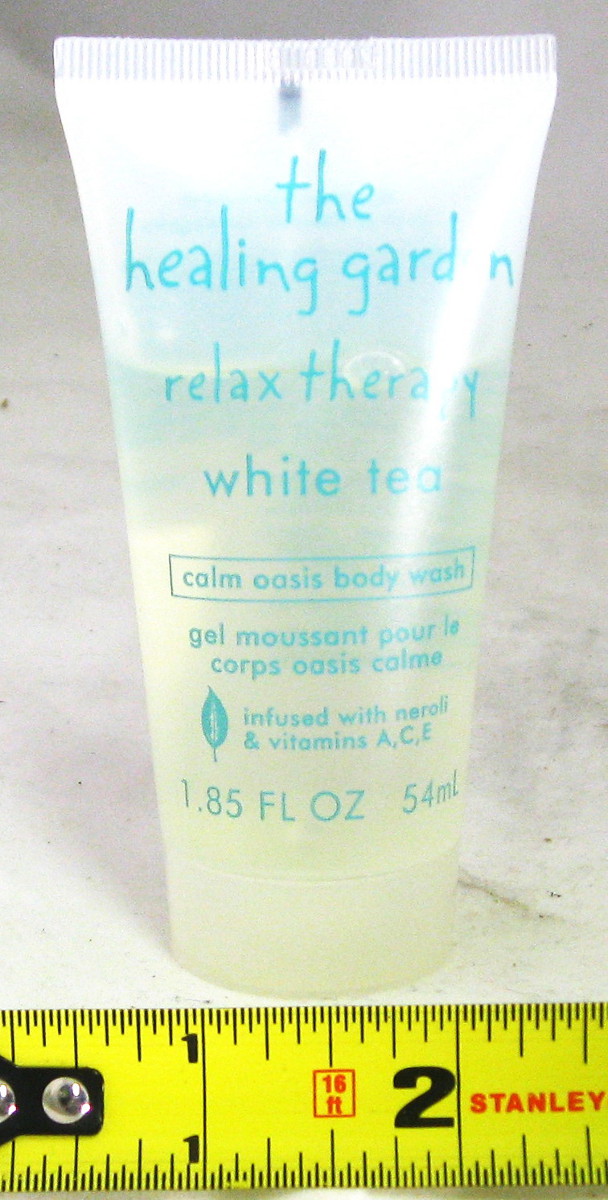 the
healing gard n
relax therapy
white tea
calm oasis body wash
gel moussant pour le
corps oasis calme
infused with neroli
& vitamins A,C,E
1.85 FL OZ 54mL
1
16
ft
2
STANLEY
1